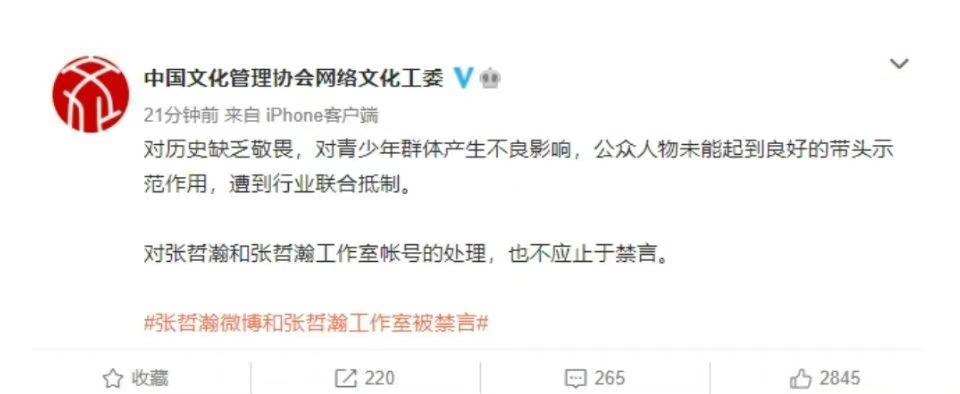 中国文化管理协会网络文化工委
21分钟前 来自 iPhone客户端
对历史缺乏敬畏，对青少年群体产生不良影响，公众人物未能起到良好的带头示
范作用，遭到行业联合抵制。
对张哲瀚和张哲瀚工作室帐号的处理，也不应止于禁言。
#张哲瀚微博和张哲瀚工作室被禁言#
收藏 220 265 2845